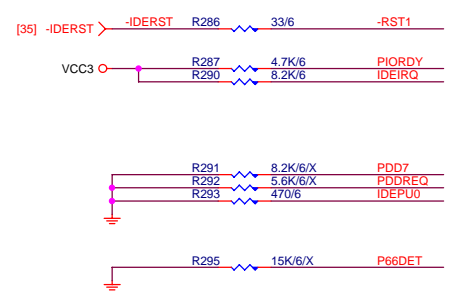 [35] -IDERST -IDERST R286 33/6 -RST1
VCC3 R287 4.7K/6 PIORDY
R290 8.2K/6 IDEIRQ
R291 8.2K/6/X PDD7
R292 5.6K/6/X PDDREQ
R293 470/6 IDEPU0
R295 15K/6/X P66DET